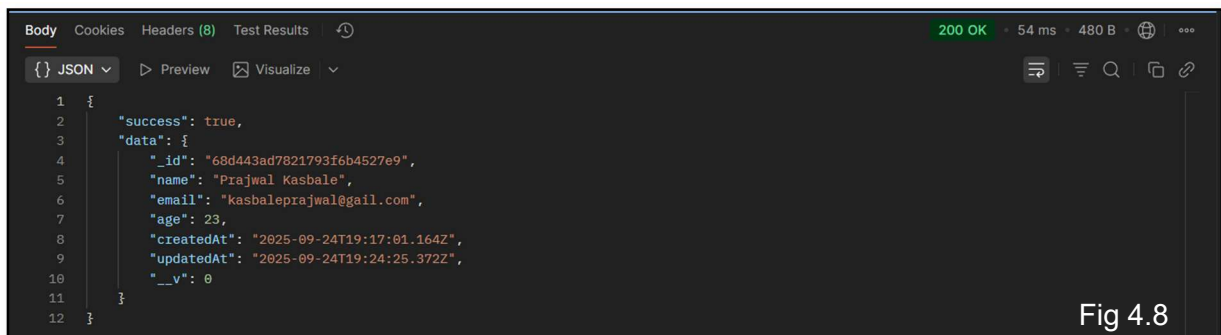 Body Cookies Headers (8) Test Results 200 OK 54 ms 480 B
{} JSON Preview Visualize
1 {
2 "success": true,
3 "data": {
4 "_id": "68d443ad7821793f6b4527e9",
5 "name": "Prajwal Kasbale",
6 "email": "kasbaleprajwal@gail.com",
7 "age": 23,
8 "createdAt": "2025-09-24T19:17:01.164Z",
9 "updatedAt": "2025-09-24T19:24:25.372Z",
10 "__v": 0
11 }
12 }
Fig 4.8